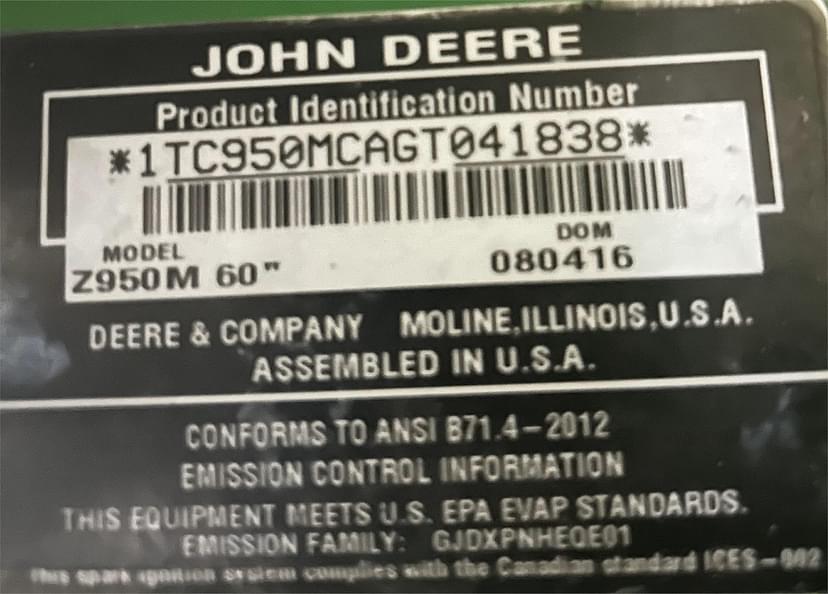 JOHN DEERE
Product Identification Number
*1TC950MCAGT041838*
MODEL DOM
Z950M 60" 080416
DEERE & COMPANY MOLINE,ILLINOIS,U.S.A.
ASSEMBLED IN U.S.A.
CONFORMS TO ANSI B71.4-2012
EMISSION CONTROL INFORMATION
THIS EQUIPMENT MEETS U.S. EPA EVAP STANDARDS.
EMISSION FAMILY: GJDXPNHEQE01
This spark ignition system complies with the Canadian standard ICES-002